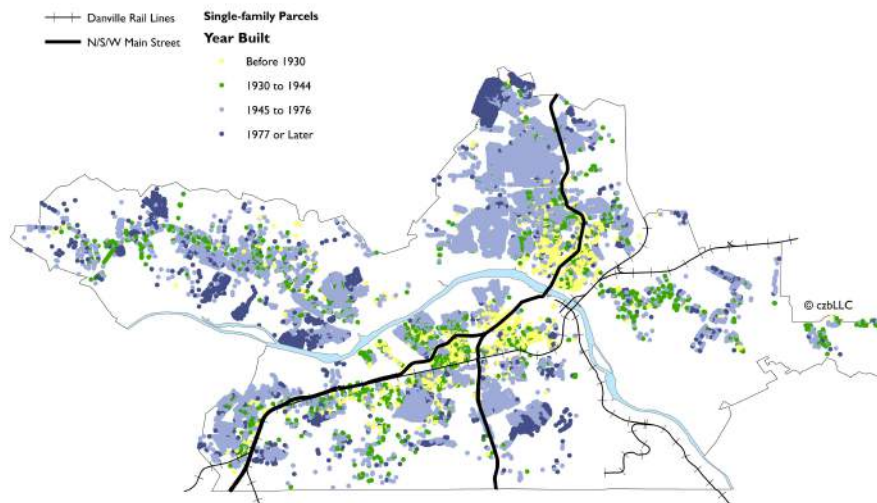 Danville Rail Lines
N/S/W Main Street
Single-family Parcels
Year Built
Before 1930
1930 to 1944
1945 to 1976
1977 or Later
© czbLLC